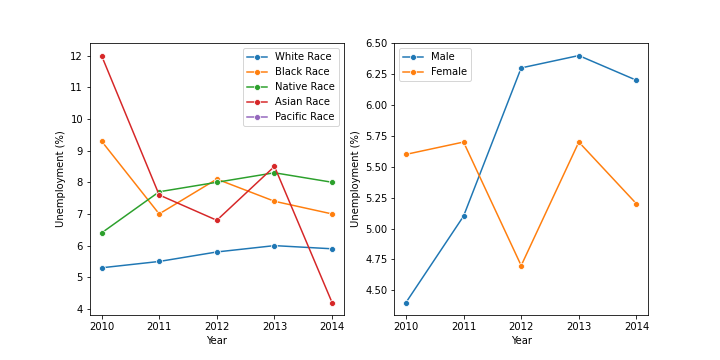 12
11
10
9
8
7
6
5
4
Unemployment (%)
2010 2011 2012 2013 2014
Year
White Race
Black Race
Native Race
Asian Race
Pacific Race
6.50
6.25
6.00
5.75
5.50
5.25
5.00
4.75
4.50
Unemployment (%)
2010 2011 2012 2013 2014
Year
Male
Female